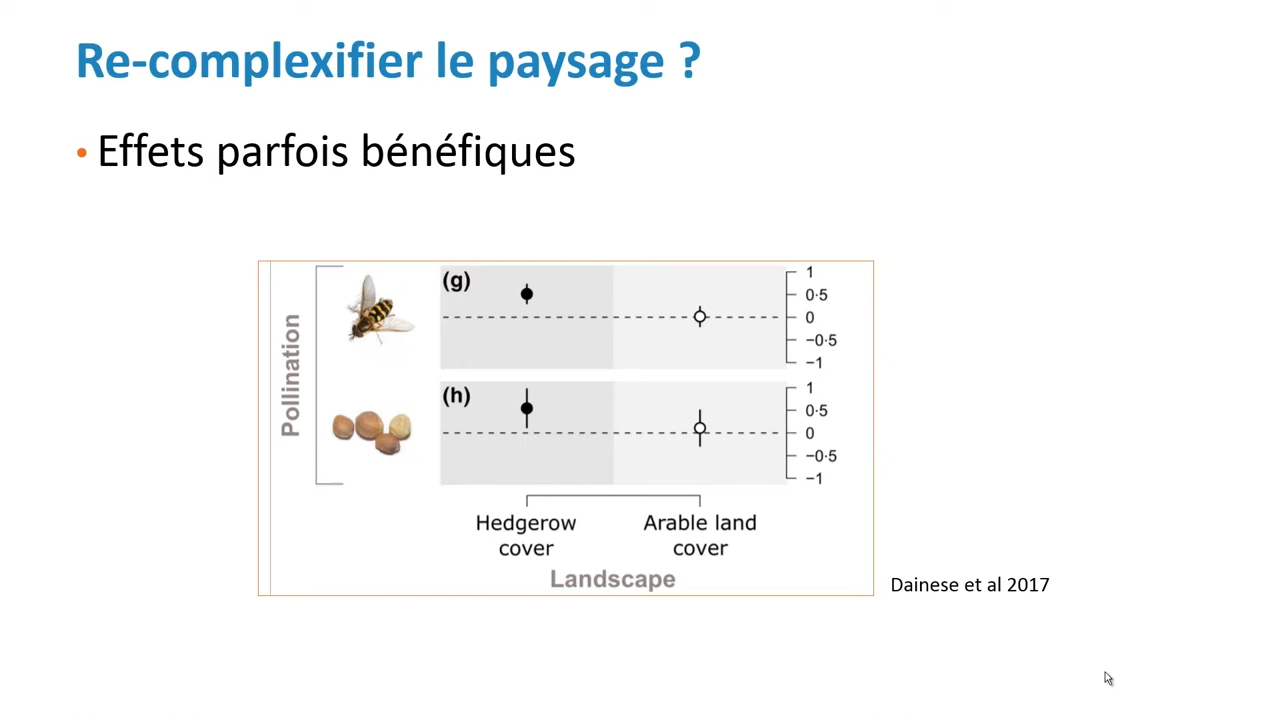 Re-complexifier le paysage ?
• Effets parfois bénéfiques
Pollination
(g)
1
0·5
0
−0·5
−1
(h)
1
0·5
0
−0·5
−1
Hedgerow
cover
Arable land
cover
Landscape
Dainese et al 2017